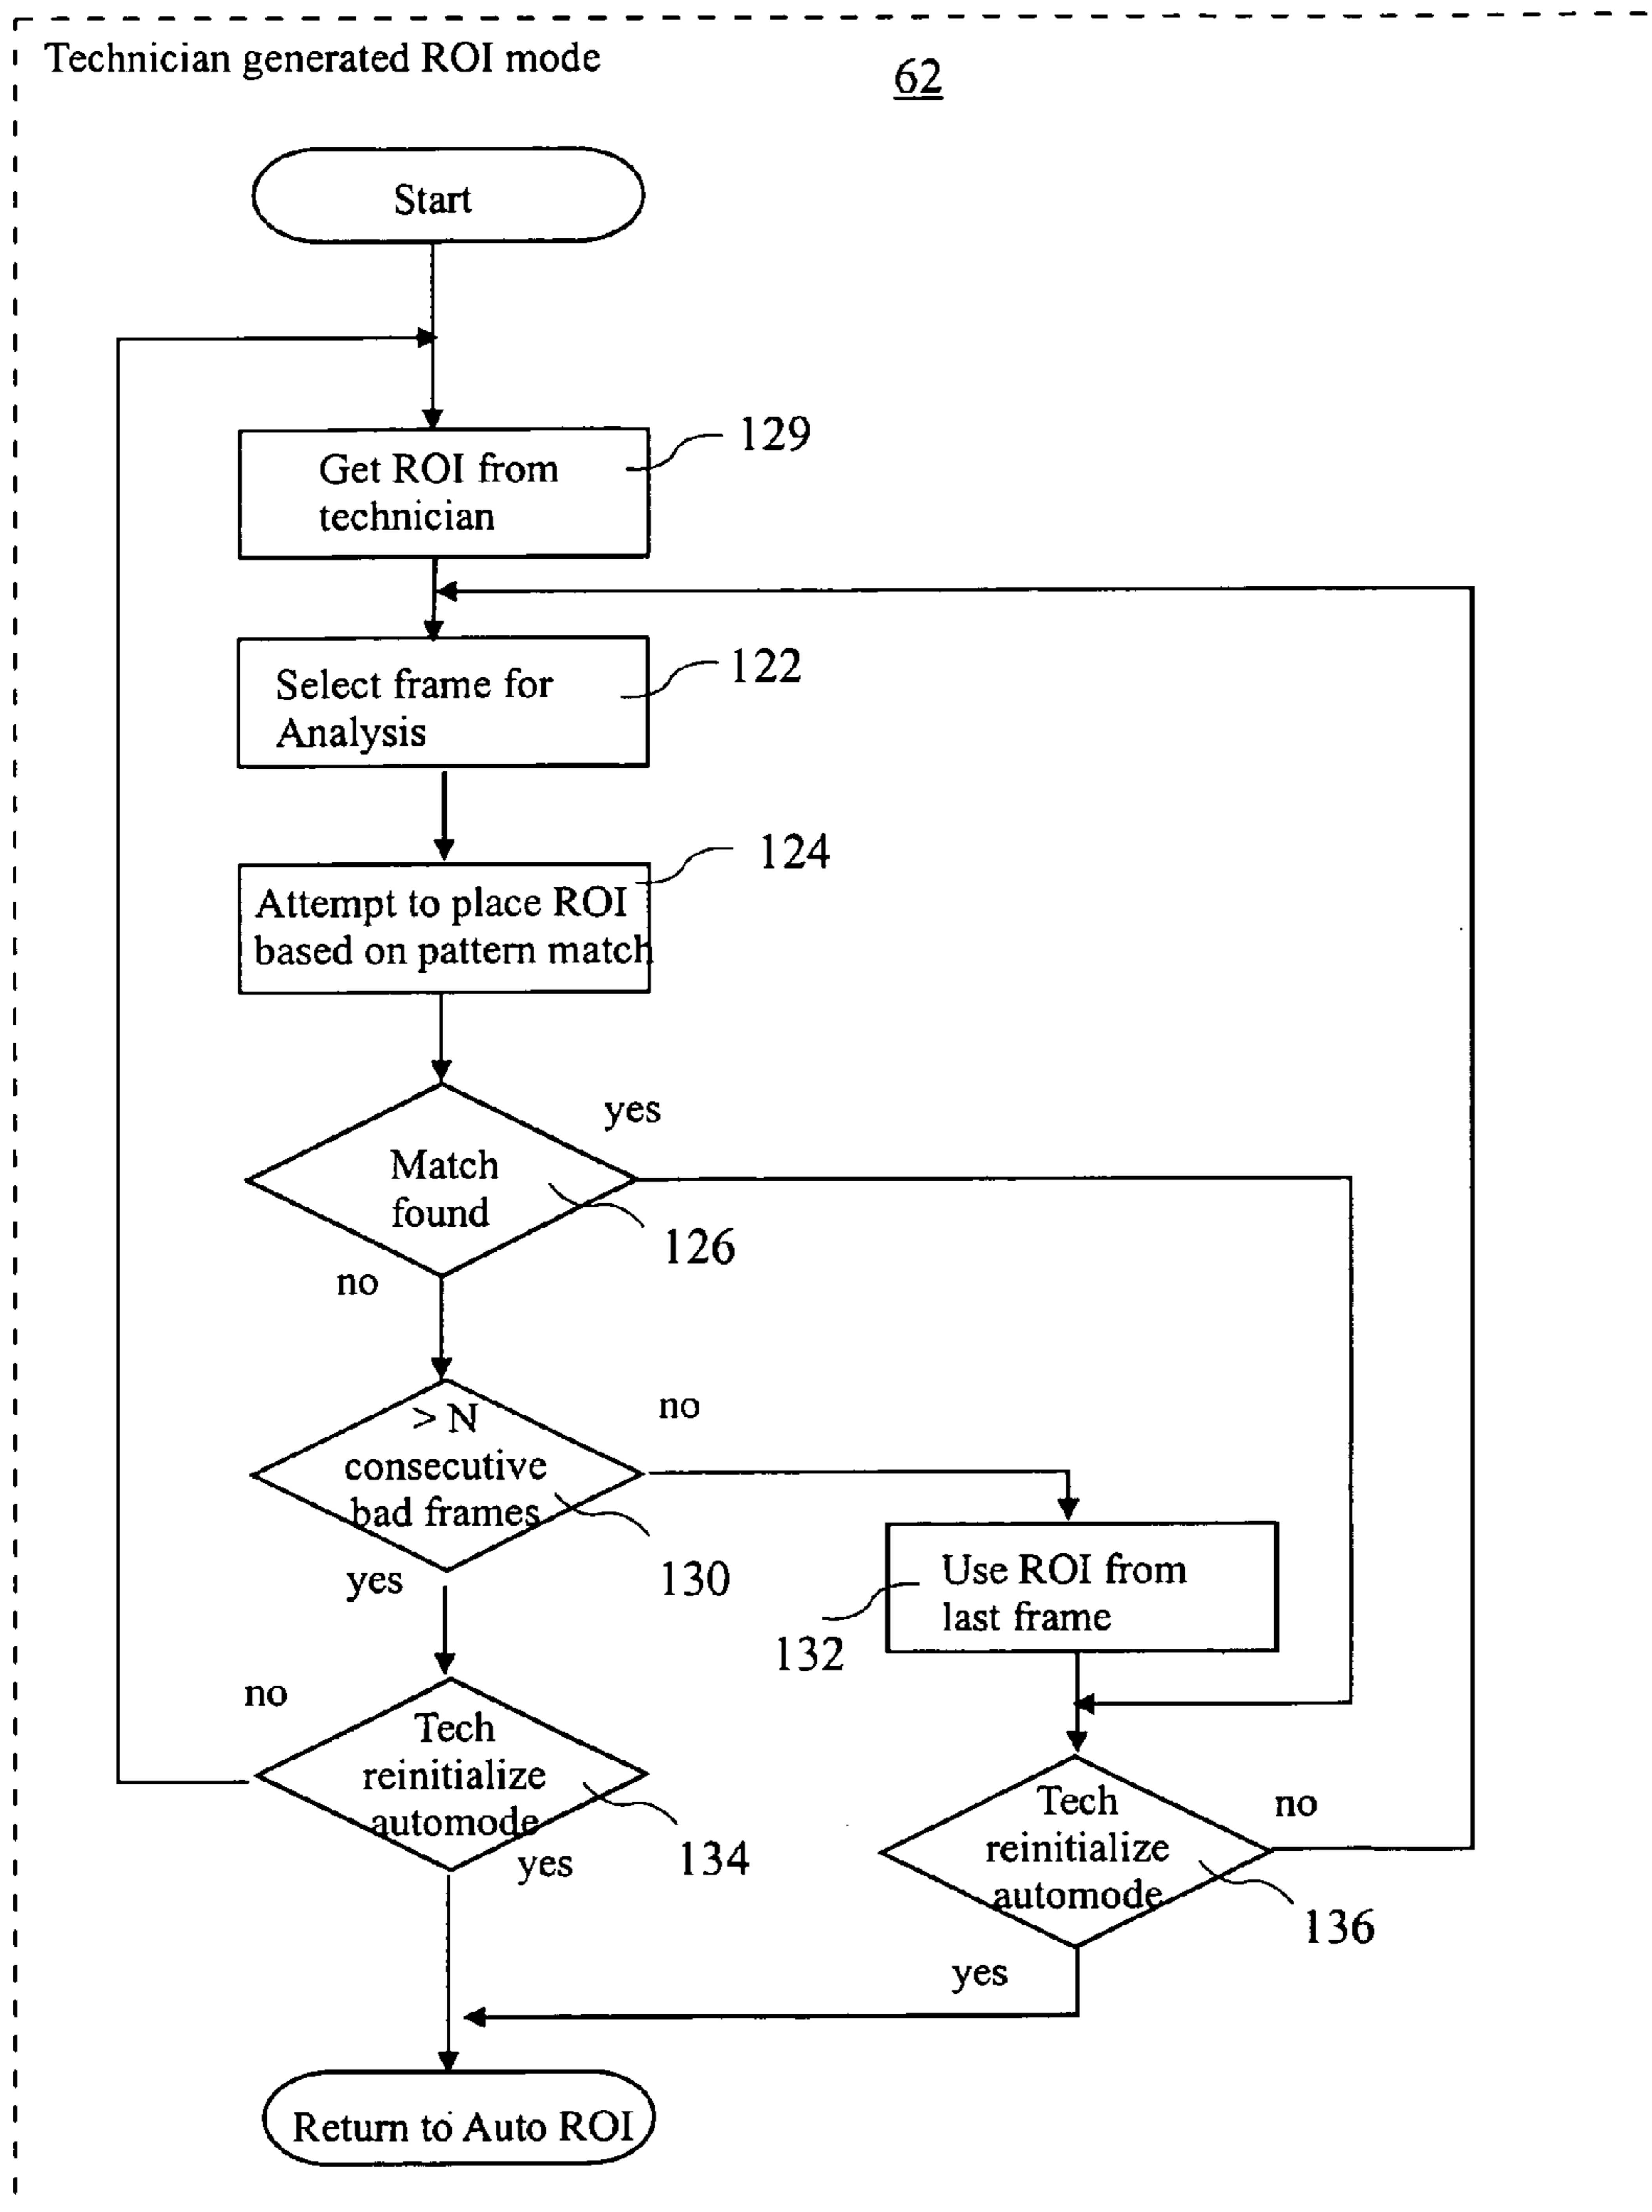 Technician generated ROI mode
62
Start
129
Get ROI from
technician
122
Select frame for
Analysis
124
Attempt to place ROI
based on pattern match
yes
Match
found
126
no
> N
consecutive
bad frames
no
130
yes
Use ROI from
last frame
132
no
Tech
reinitialize
automode
134
yes
Tech
reinitialize
automode
no
136
yes
Return to Auto ROI